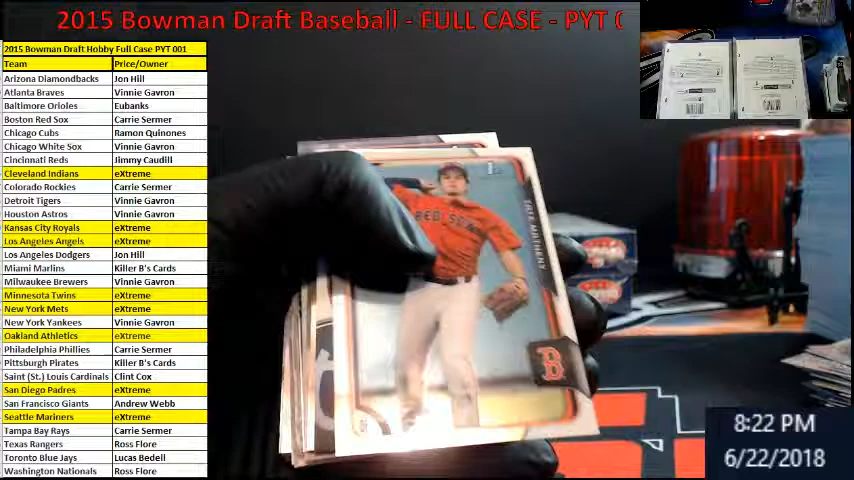 2015 Bowman Draft Baseball - FULL CASE - PYT
2015 Bowman Draft Hobby Full Case PYT 001
Team Price/Owner
Arizona Diamondbacks Jon Hill
Atlanta Braves Vinnie Gavron
Baltimore Orioles Eubanks
Boston Red Sox Carrie Sermer
Chicago Cubs Ramon Quinones
Chicago White Sox Vinnie Gavron
Cincinnati Reds Jimmy Caudill
Cleveland Indians eXtreme
Colorado Rockies Carrie Sermer
Detroit Tigers Vinnie Gavron
Houston Astros Vinnie Gavron
Kansas City Royals eXtreme
Los Angeles Angels eXtreme
Los Angeles Dodgers Jon Hill
Miami Marlins Killer B's Cards
Milwaukee Brewers Vinnie Gavron
Minnesota Twins eXtreme
New York Mets eXtreme
New York Yankees Vinnie Gavron
Oakland Athletics eXtreme
Philadelphia Phillies Carrie Sermer
Pittsburgh Pirates Killer B's Cards
Saint (St.) Louis Cardinals Clint Cox
San Diego Padres eXtreme
San Francisco Giants Andrew Webb
Seattle Mariners eXtreme
Tampa Bay Rays Carrie Sermer
Texas Rangers Ross Flore
Toronto Blue Jays Lucas Bedell
Washington Nationals Ross Flore
RED SOX
TATE MATHENY
B
8:22 PM
6/22/2018